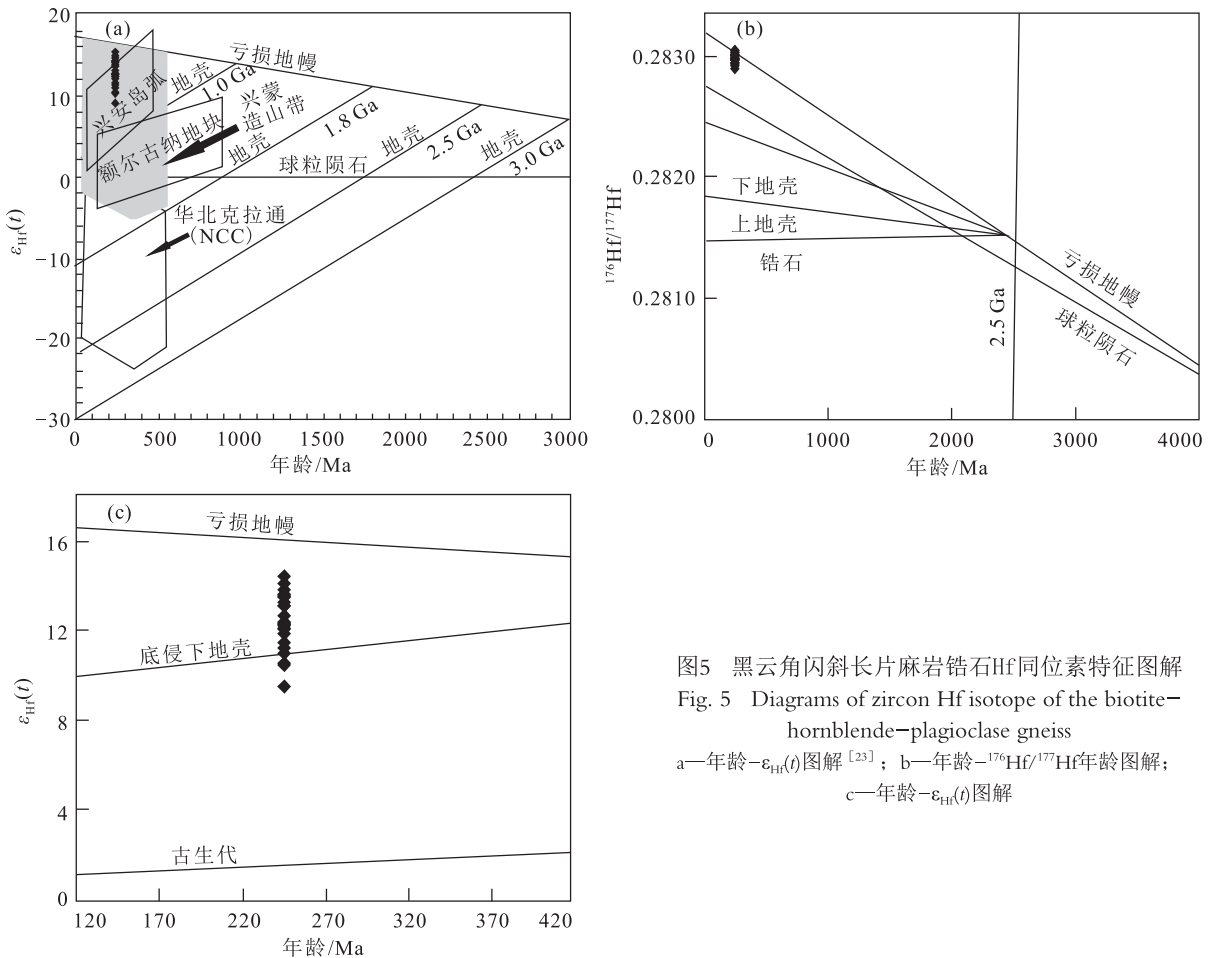 (a)
20
10
0
−10
−20
−30
εHf(t)
亏损地幔
地壳
1.0 Ga
兴安岛弧
兴蒙
造山带
额尔古纳地块
地壳
1.8 Ga
地壳
2.5 Ga
地壳
3.0 Ga
球粒陨石
华北克拉通
(NCC)
0 500 1000 1500 2000 2500 3000
年龄/Ma
(b)
0.2830
0.2820
0.2810
0.2800
176Hf/177Hf
下地壳
上地壳
锆石
2.5 Ga
亏损地幔
球粒陨石
0 1000 2000 3000 4000
年龄/Ma
(c)
16
12
8
4
0
εHf(t)
亏损地幔
底侵下地壳
古生代
120 170 220 270 320 370 420
年龄/Ma
图5 黑云角闪斜长片麻岩锆石Hf同位素特征图解
Fig. 5 Diagrams of zircon Hf isotope of the biotite−
hornblende−plagioclase gneiss
a—年龄−εHf(t)图解[23]；b—年龄−176Hf/177Hf年龄图解；
c—年龄−εHf(t)图解